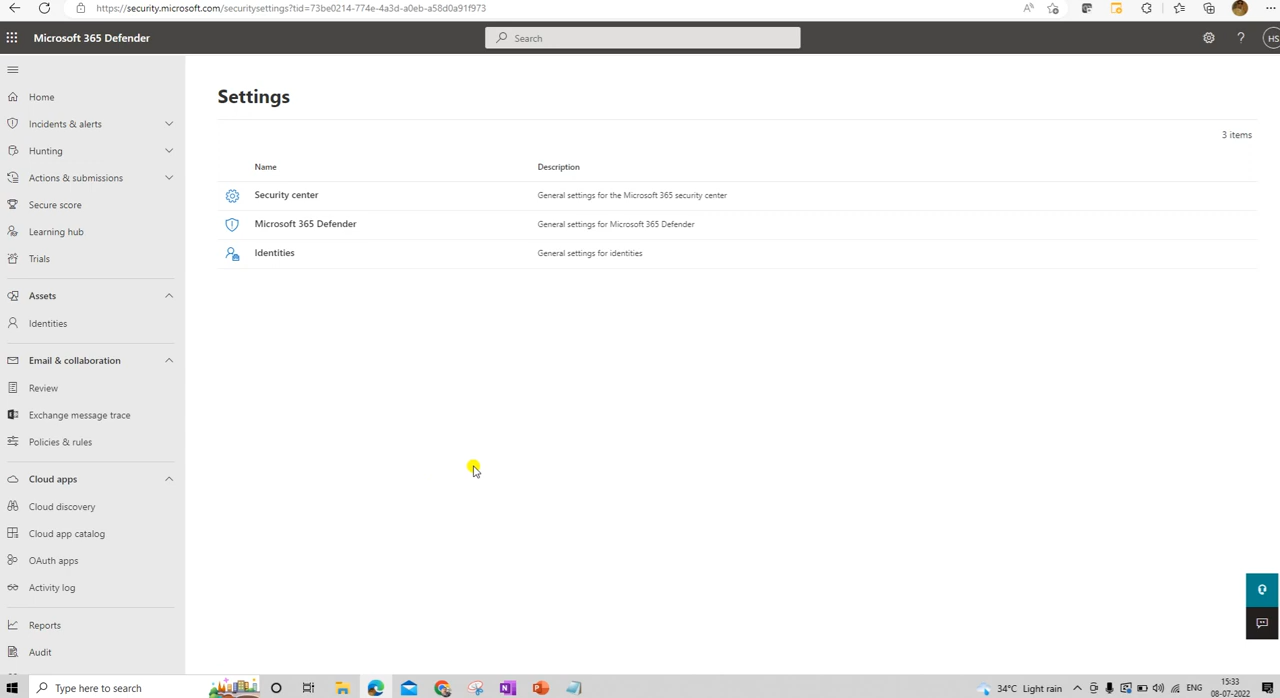 https://security.microsoft.com/securitysettings?tid=73be0214-774e-4a3d-a0eb-a58d0a91f973
Microsoft 365 Defender
Search
HS
Home
Incidents & alerts
Hunting
Actions & submissions
Secure score
Learning hub
Trials
Assets
Identities
Email & collaboration
Review
Exchange message trace
Policies & rules
Cloud apps
Cloud discovery
Cloud app catalog
OAuth apps
Activity log
Reports
Audit
Settings
3 items
Name Description
Security center General settings for the Microsoft 365 security center
Microsoft 365 Defender General settings for Microsoft 365 Defender
Identities General settings for identities
Type here to search
34°C Light rain
ENG
15:33
08-07-2022